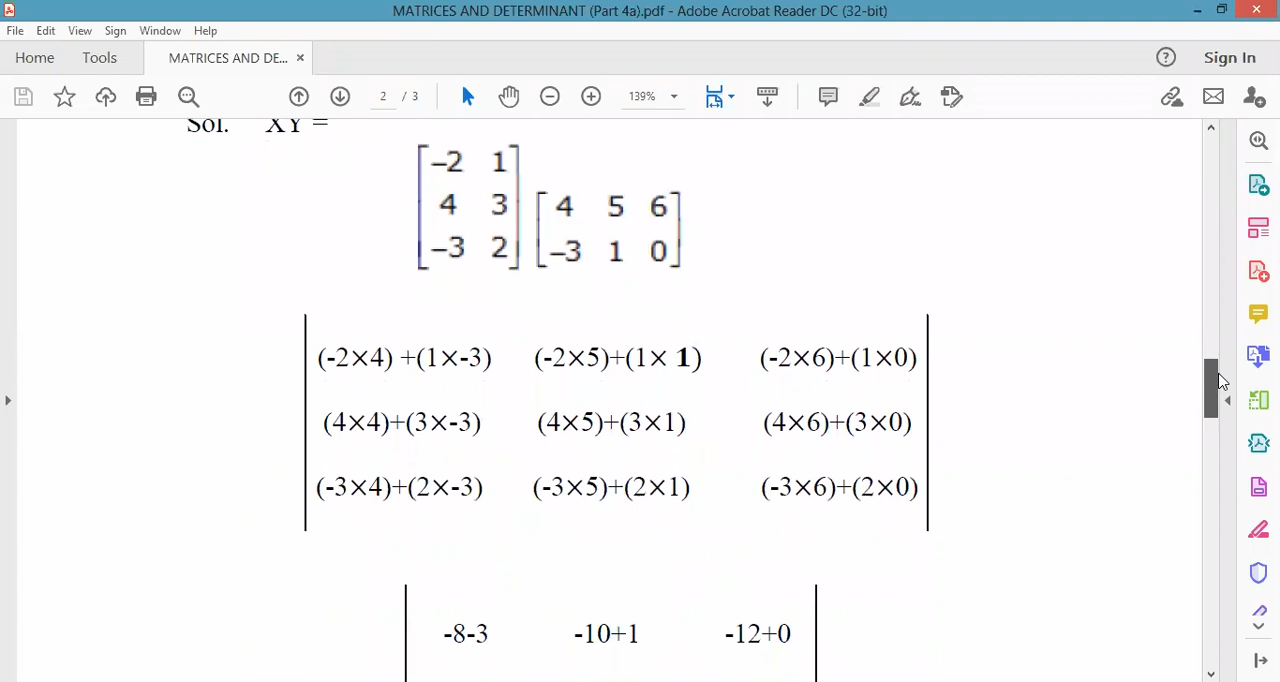 MATRICES AND DETERMINANT (Part 4a).pdf - Adobe Acrobat Reader DC (32-bit)
File Edit View Sign Window Help
Home Tools MATRICES AND DE... × Sign In
2 / 3 139%
Sol. XY =
–2 1
4 3
–3 2
4 5 6
–3 1 0
(-2×4) +(1×-3) (-2×5)+(1× 1) (-2×6)+(1×0)
(4×4)+(3×-3) (4×5)+(3×1) (4×6)+(3×0)
(-3×4)+(2×-3) (-3×5)+(2×1) (-3×6)+(2×0)
-8-3 -10+1 -12+0